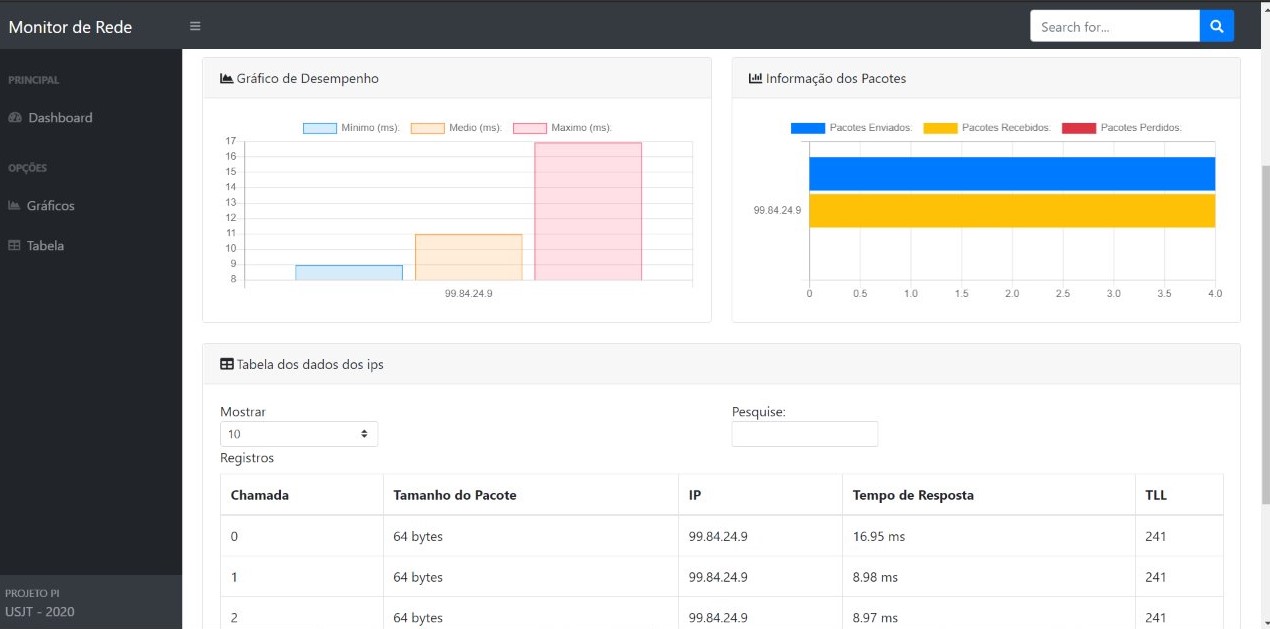 Monitor de Rede
Search for...
PRINCIPAL
Dashboard
OPÇÕES
Gráficos
Tabela
PROJETO PI
USJT - 2020
Gráfico de Desempenho
Mínimo (ms). Medio (ms). Maximo (ms).
17
16
15
14
13
12
11
10
9
8
99.84.24.9
Informação dos Pacotes
Pacotes Enviados. Pacotes Recebidos. Pacotes Perdidos.
99.84.24.9
0 0.5 1.0 1.5 2.0 2.5 3.0 3.5 4.0
Tabela dos dados dos ips
Mostrar
10
Registros
Pesquise:
Chamada Tamanho do Pacote IP Tempo de Resposta TLL
0 64 bytes 99.84.24.9 16.95 ms 241
1 64 bytes 99.84.24.9 8.98 ms 241
2 64 bytes 99.84.24.9 8.97 ms 241